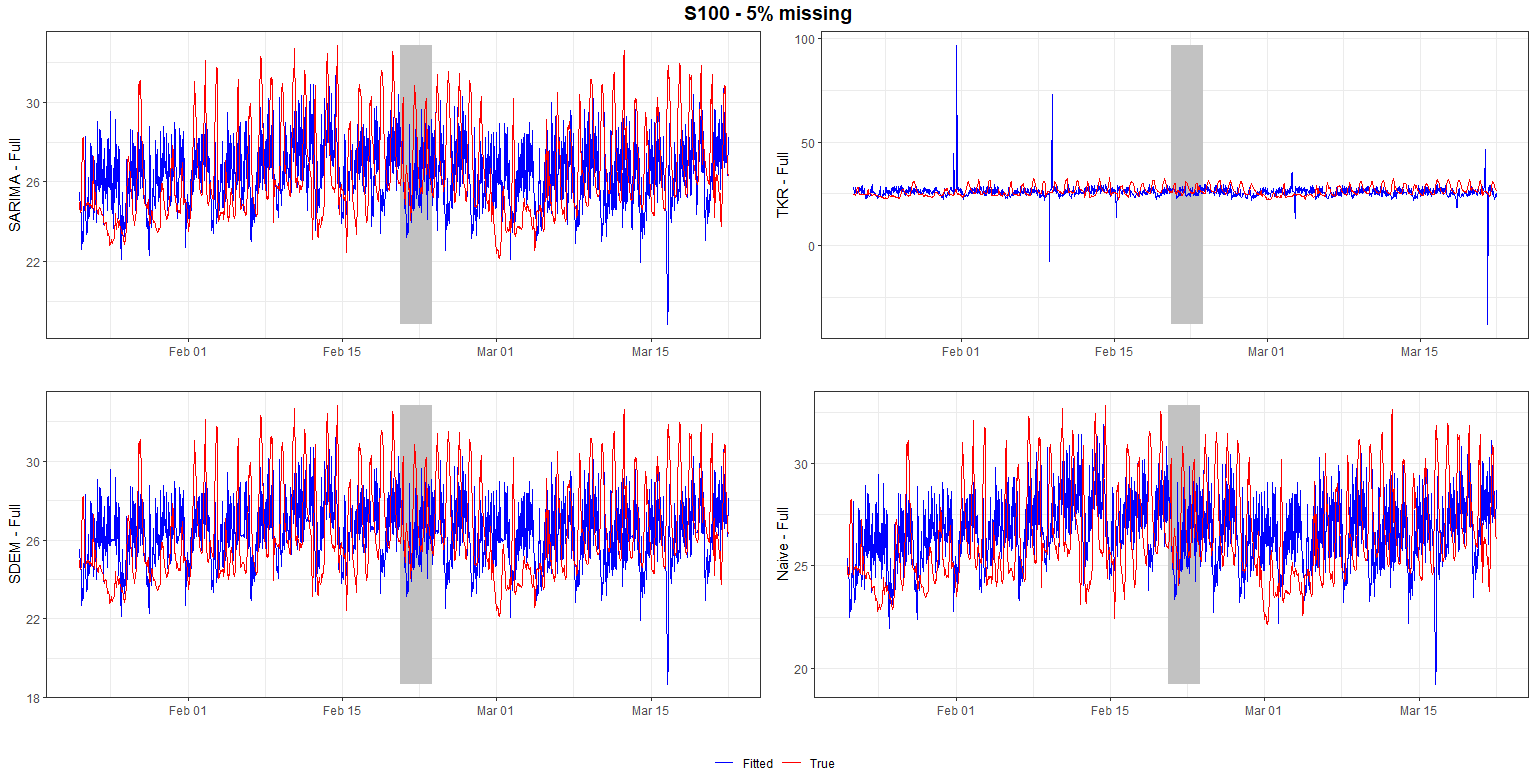 S100 - 5% missing
SARIMA - Full
30
26
22
Feb 01 Feb 15 Mar 01 Mar 15
TKR - Full
100
50
0
Feb 01 Feb 15 Mar 01 Mar 15
SDEM - Full
30
26
22
18
Feb 01 Feb 15 Mar 01 Mar 15
Naive - Full
30
25
20
Feb 01 Feb 15 Mar 01 Mar 15
Fitted True